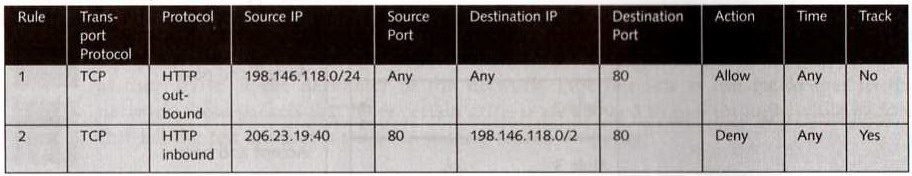 Rule Trans- Protocol Source IP Source Destination IP Destination Action Time Track
port Port Port
Protocol
1 TCP HTTP 198.146.118.0/24 Any Any 80 Allow Any No
out-
bound
2 TCP HTTP 206.23.19.40 80 198.146.118.0/2 80 Deny Any Yes
inbound